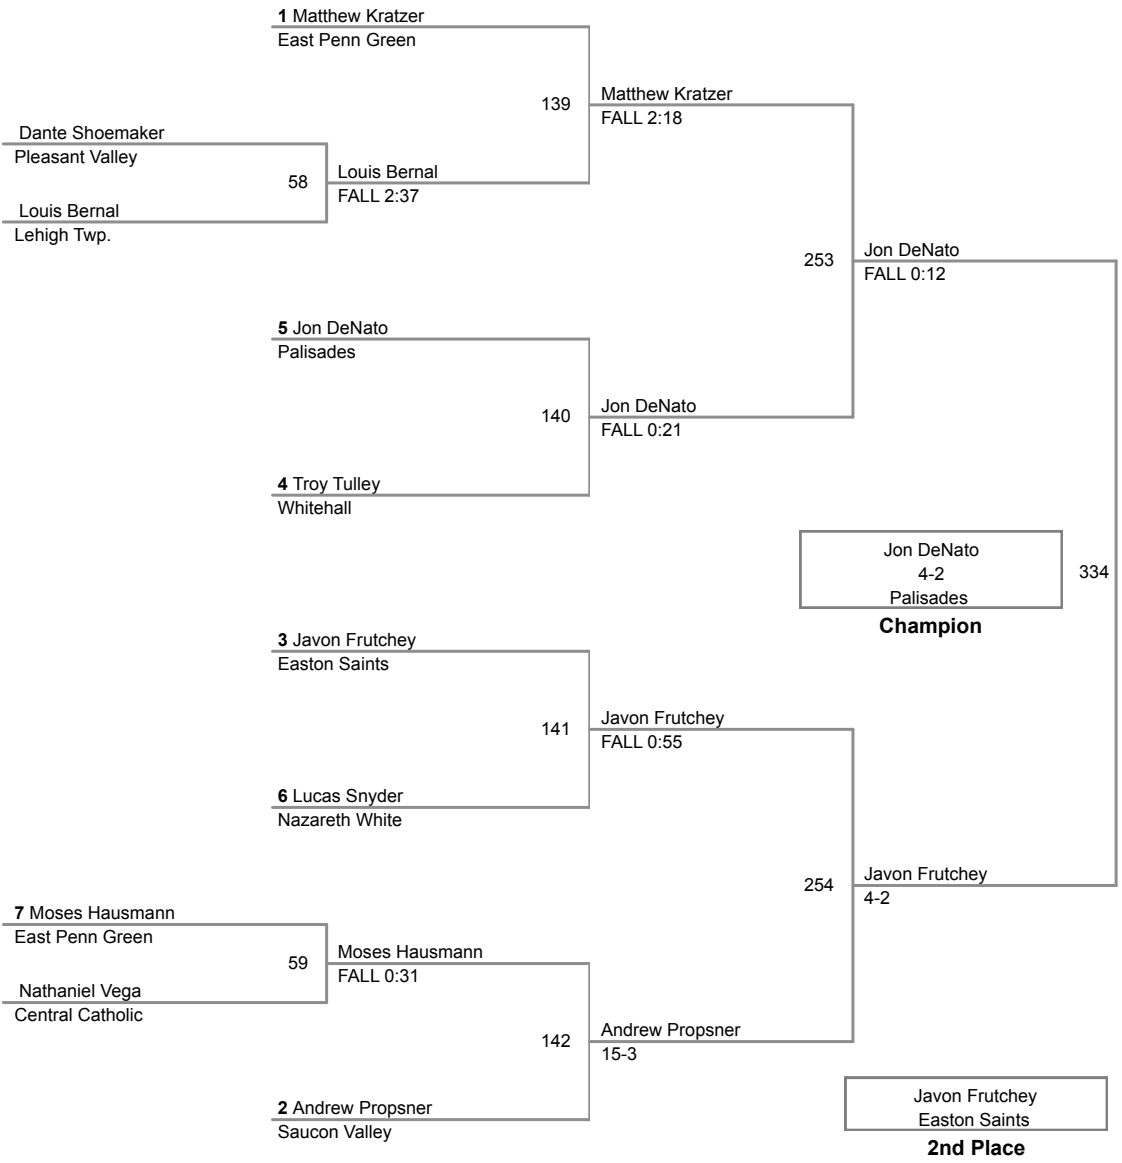 1 Matthew Kratzer
East Penn Green
139
Matthew Kratzer
FALL 2:18
Dante Shoemaker
Pleasant Valley
58
Louis Bernal
FALL 2:37
Louis Bernal
Lehigh Twp.
253
Jon DeNato
FALL 0:12
5 Jon DeNato
Palisades
140
Jon DeNato
FALL 0:21
4 Troy Tulley
Whitehall
Jon DeNato
4-2
Palisades
Champion
334
3 Javon Frutchey
Easton Saints
141
Javon Frutchey
FALL 0:55
6 Lucas Snyder
Nazareth White
254
Javon Frutchey
4-2
7 Moses Hausmann
East Penn Green
59
Moses Hausmann
FALL 0:31
Nathaniel Vega
Central Catholic
142
Andrew Propsner
15-3
2 Andrew Propsner
Saucon Valley
Javon Frutchey
Easton Saints
2nd Place